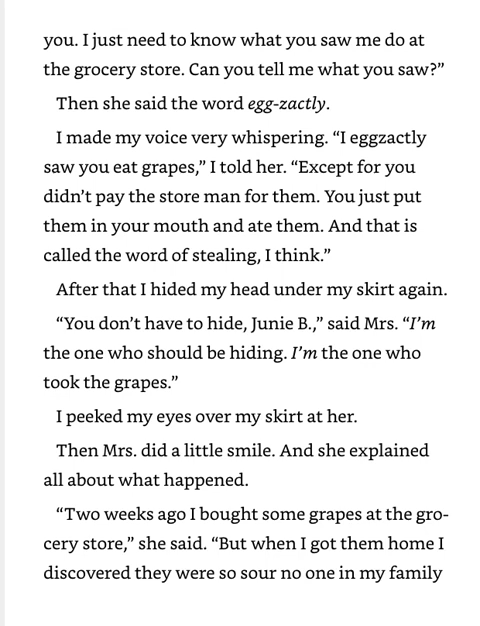 you. I just need to know what you saw me do at
the grocery store. Can you tell me what you saw?”
Then she said the word egg-zactly.
I made my voice very whispering. “I eggzactly
saw you eat grapes,” I told her. “Except for you
didn’t pay the store man for them. You just put
them in your mouth and ate them. And that is
called the word of stealing, I think.”
After that I hided my head under my skirt again.
“You don’t have to hide, Junie B.,” said Mrs. “I’m
the one who should be hiding. I’m the one who
took the grapes.”
I peeked my eyes over my skirt at her.
Then Mrs. did a little smile. And she explained
all about what happened.
“Two weeks ago I bought some grapes at the gro-
cery store,” she said. “But when I got them home I
discovered they were so sour no one in my family